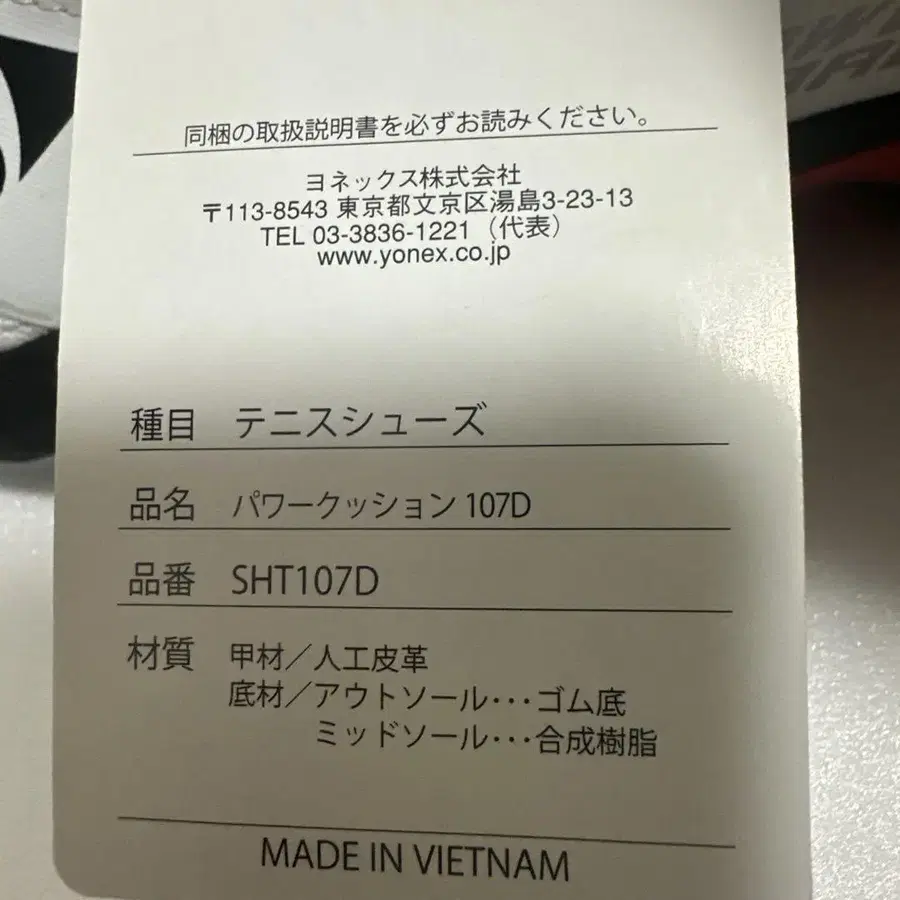 同梱の取扱説明書を必ずお読みください。
ヨネックス株式会社
〒113-8543 東京都文京区湯島3-23-13
TEL 03-3836-1221（代表）
www.yonex.co.jp
種目 テニスシューズ
品名 パワークッション 107D
品番 SHT107D
材質 甲材／人工皮革
底材／アウトソール･･･ゴム底
ミッドソール･･･合成樹脂
MADE IN VIETNAM